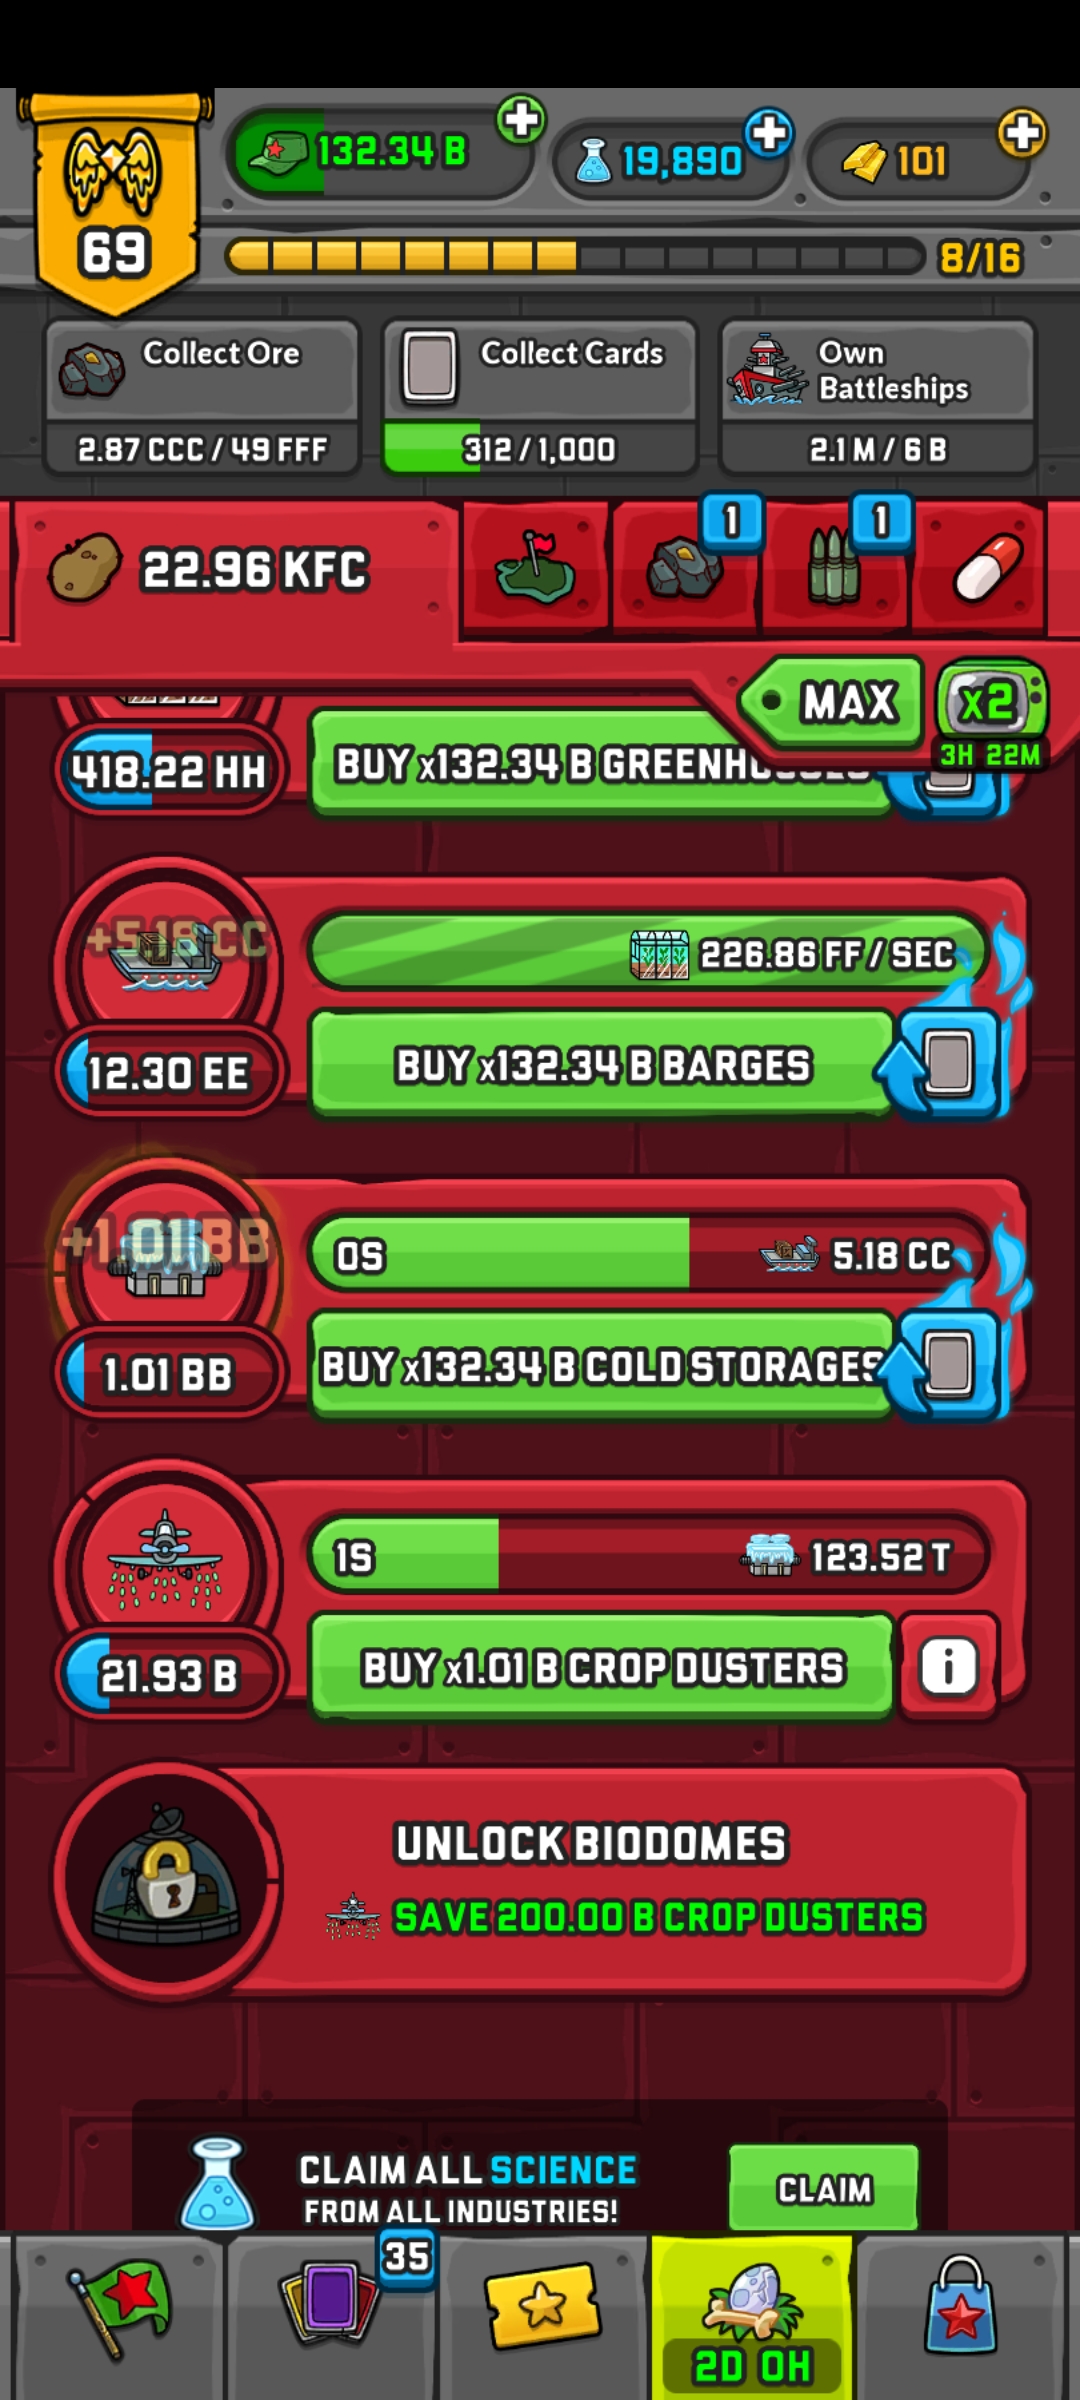 132.34 B
19,890
101
69
8/16
Collect Ore
2.87 CCC / 49 FFF
Collect Cards
312 / 1,000
Own
Battleships
2.1 M / 6 B
22.96 KFC
1
1
MAX
x2
3H 22M
418.22 HH
BUY x132.34 B GREENHOUSES
+5.18 CC
226.86 FF / SEC
12.30 EE
BUY x132.34 B BARGES
+1.01 BB
0S
5.18 CC
1.01 BB
BUY x132.34 B COLD STORAGES
1S
123.52 T
21.93 B
BUY x1.01 B CROP DUSTERS
i
UNLOCK BIODOMES
SAVE 200.00 B CROP DUSTERS
CLAIM ALL SCIENCE
FROM ALL INDUSTRIES!
CLAIM
35
2D 0H